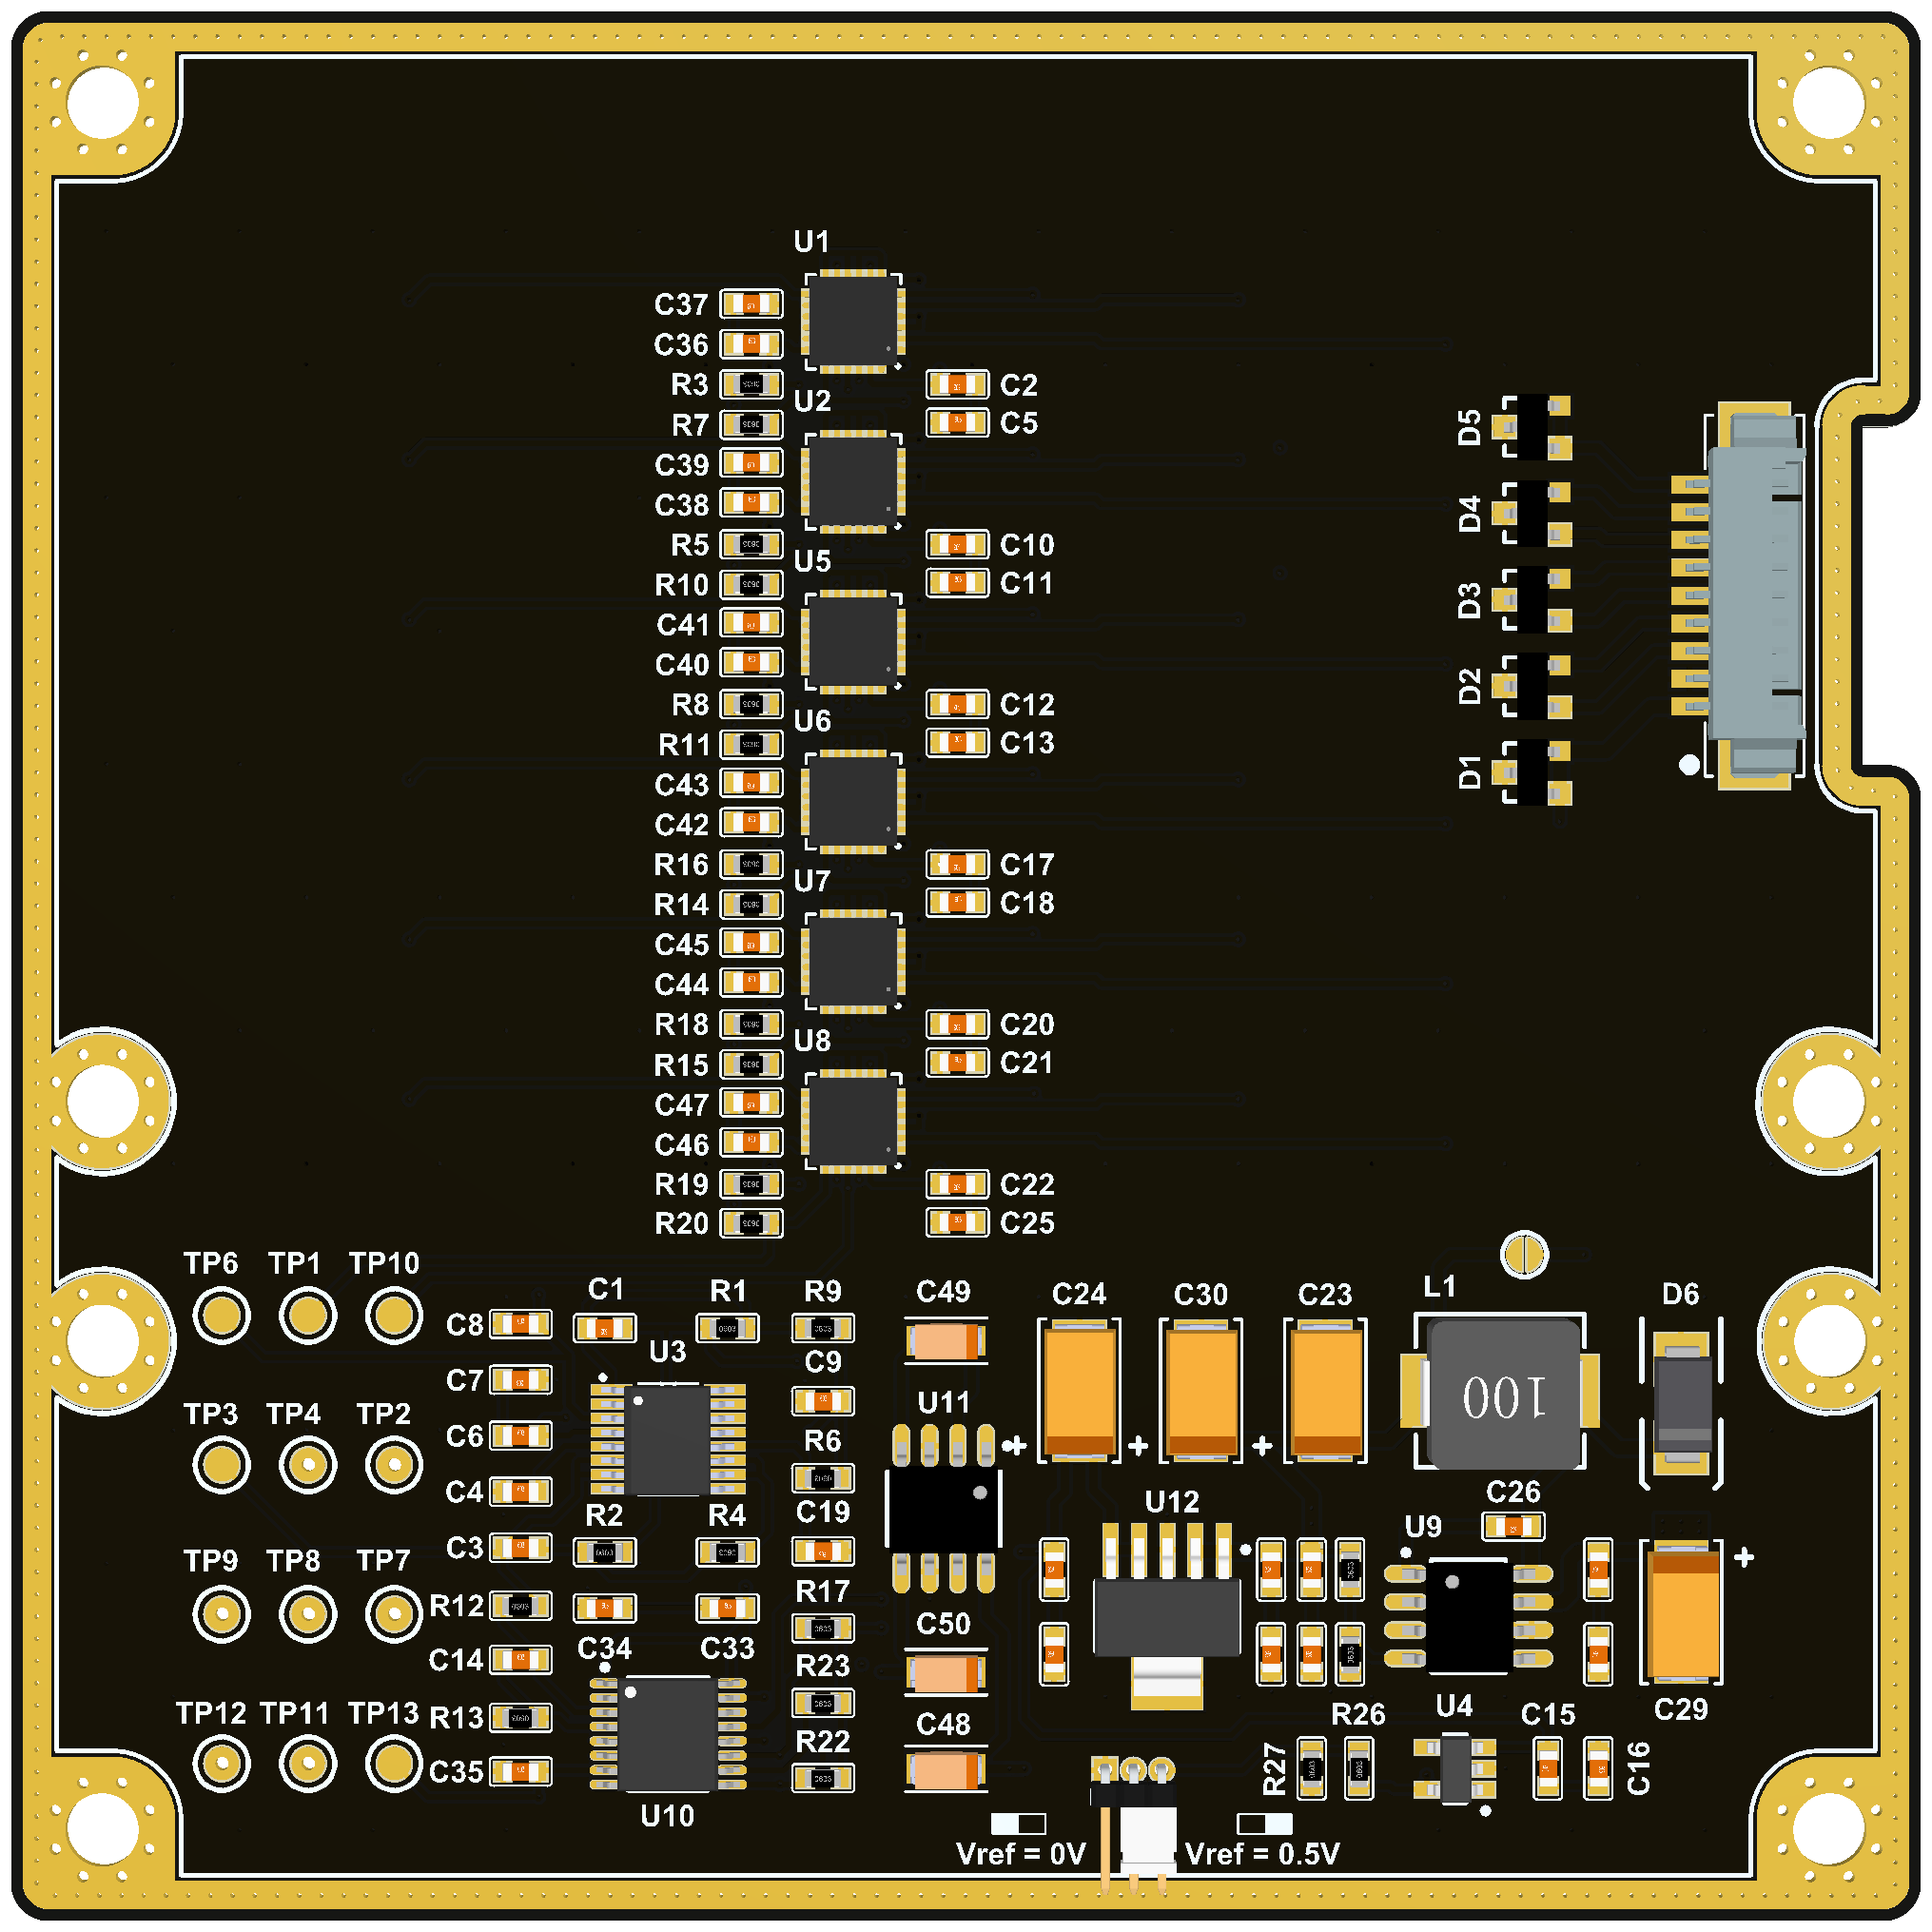 U1
C37
C36
R3
C2
U2
R7
C5
C39
C38
R5
C10
U5
R10
C11
C41
C40
R8
C12
U6
R11
C13
C43
C42
R16
C17
U7
R14
C18
C45
C44
R18
C20
U8
R15
C21
C47
C46
R19
C22
R20
C25
D5
D4
D3
D2
D1
TP6 TP1 TP10
C8
C1 R1 R9
C49
C24 C30 C23
L1
D6
U3
C9
C7
TP3 TP4 TP2
C6
R6
U11
+ + +
100
C4
R2 R4
C19
U12
C26
U9
C3
TP9 TP8 TP7
R12
R17
+
C34 C33
C50
C14
R23
TP12 TP11 TP13
R13
R22
C48
R26 U4 C15 C29
C35
R27
C16
U10
Vref = 0V Vref = 0.5V